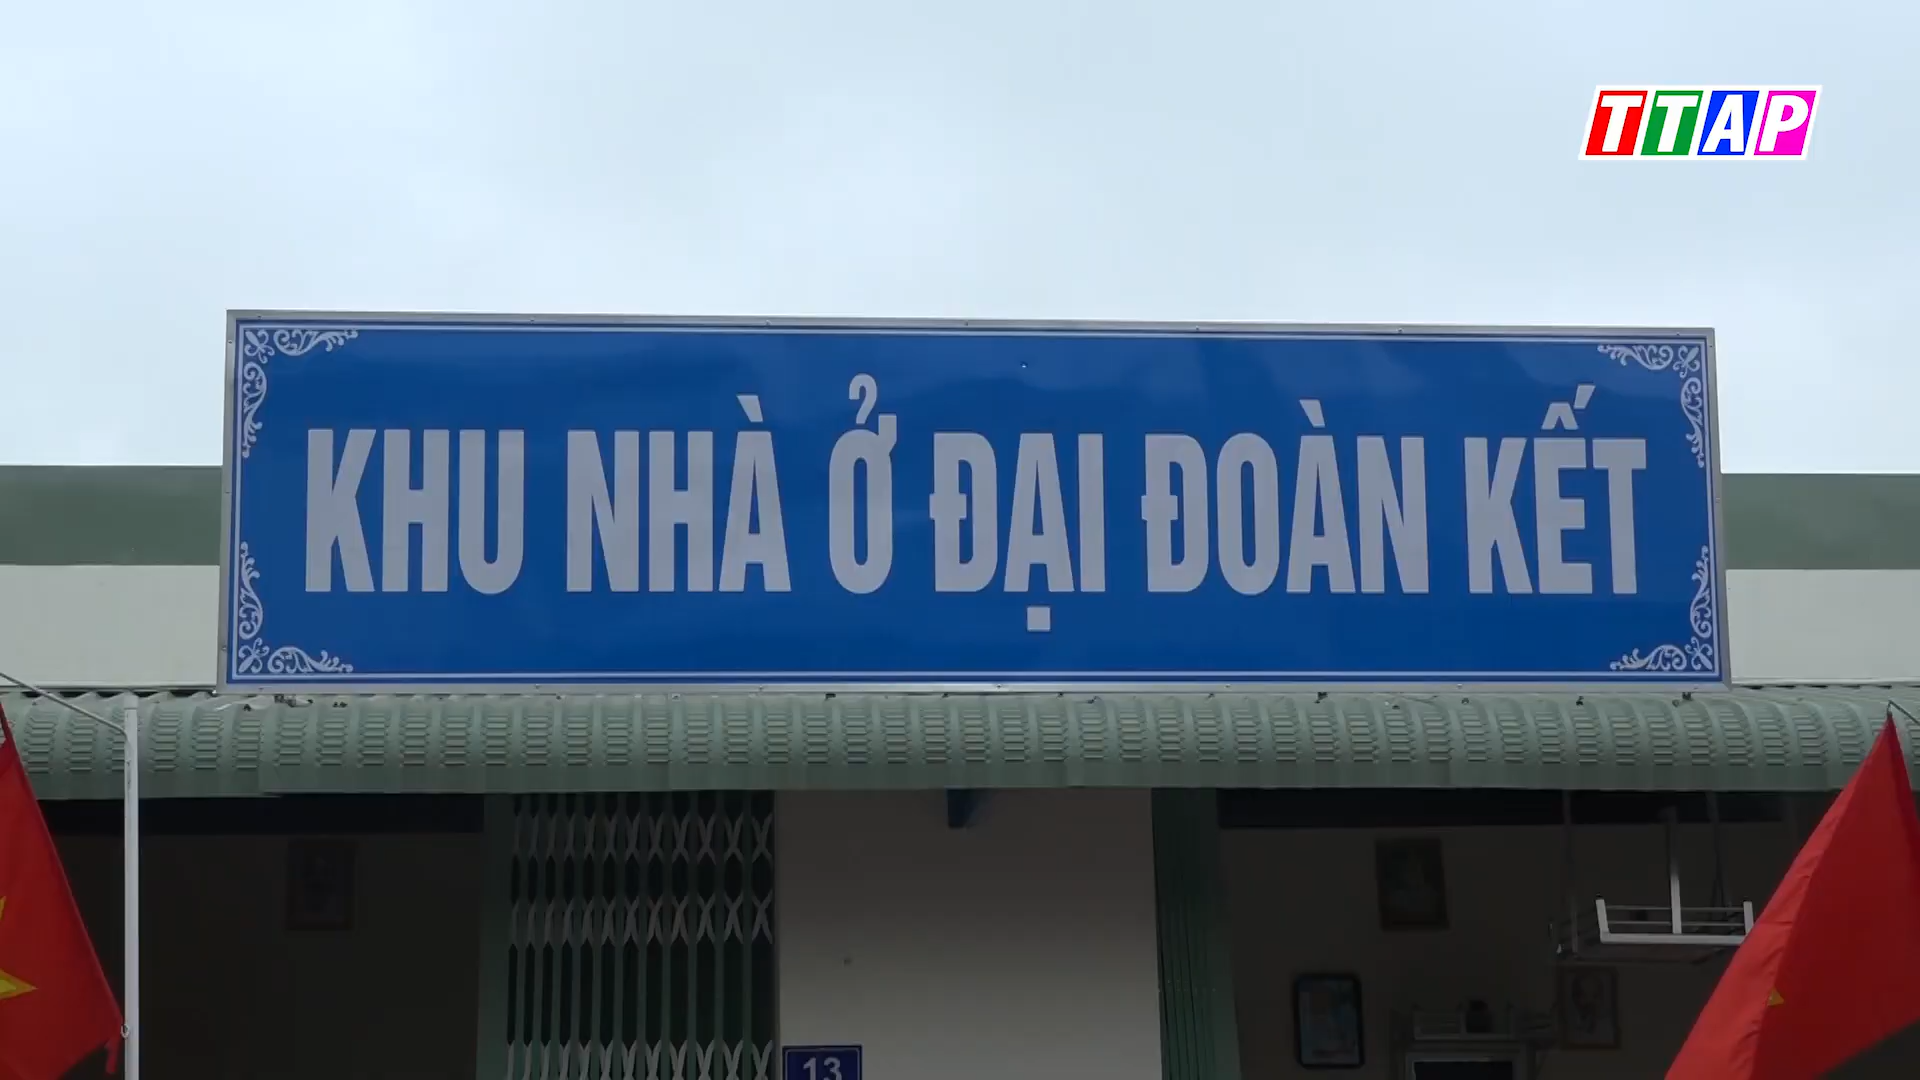 TTAP
KHU NHÀ Ở ĐẠI ĐOÀN KẾT
13